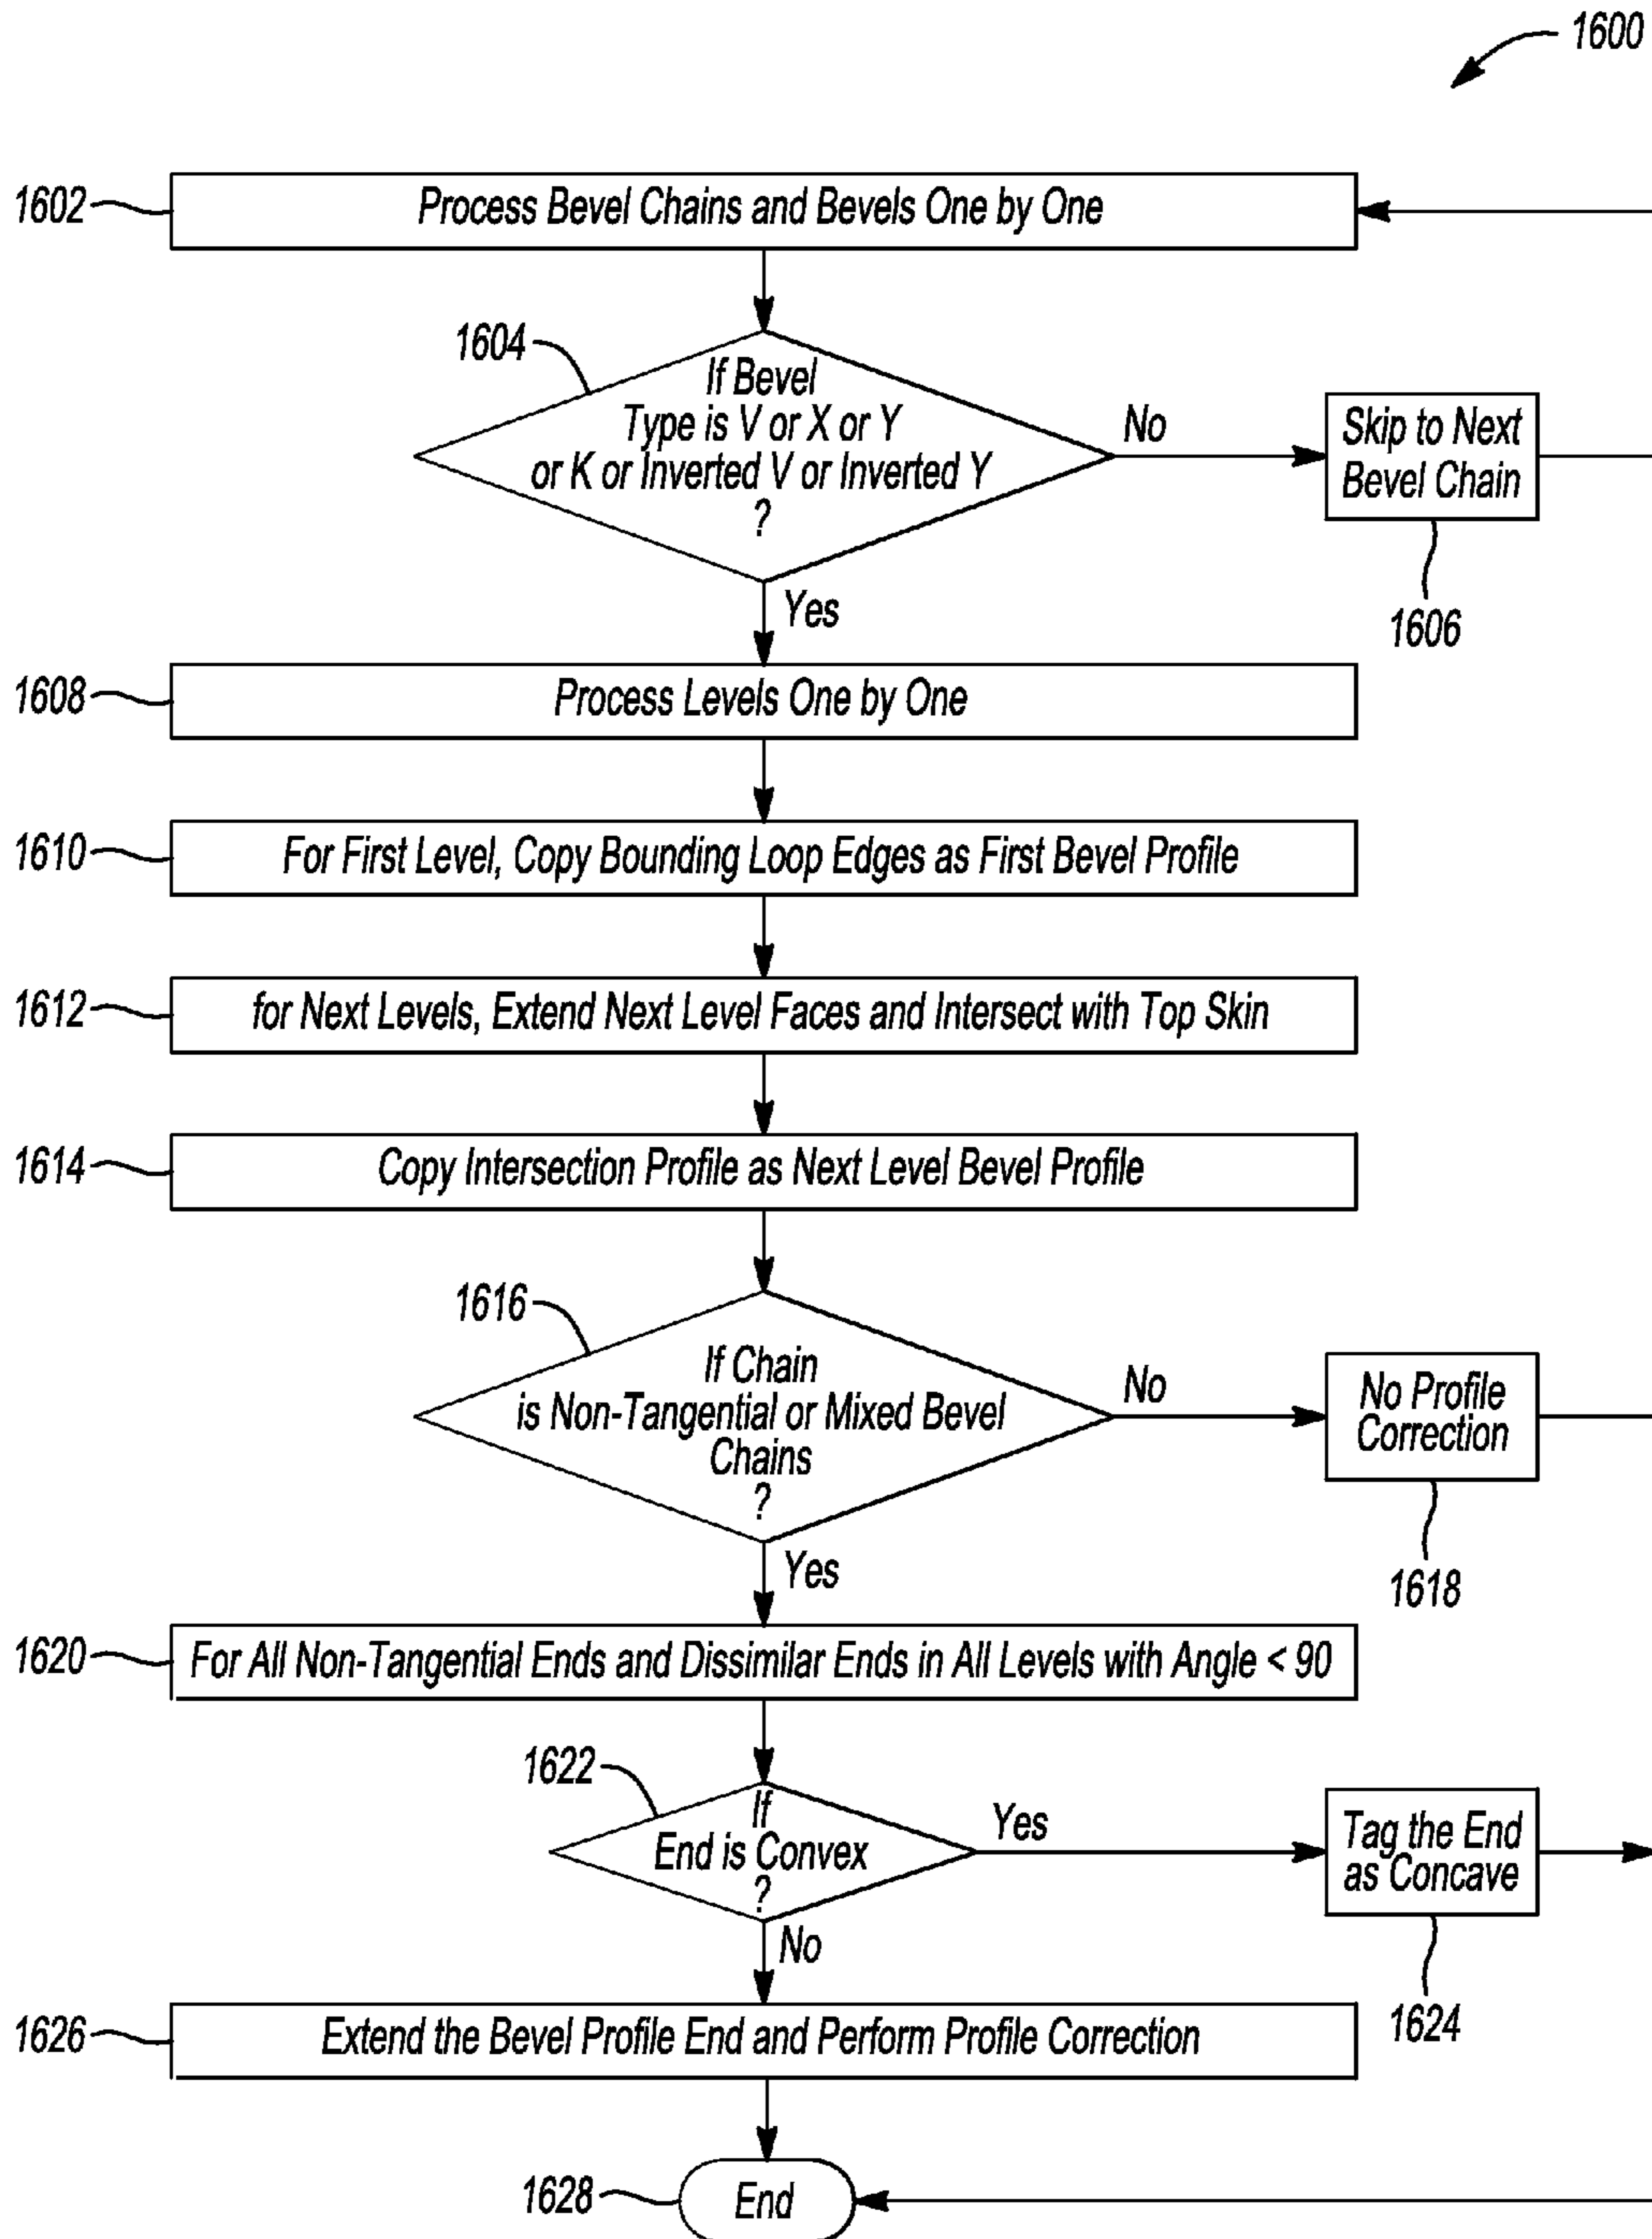 1600
1602
Process Bevel Chains and Bevels One by One
1604
If Bevel
Type is V or X or Y
or K or Inverted V or Inverted Y
?
No
Skip to Next
Bevel Chain
1606
Yes
1608
Process Levels One by One
1610
For First Level, Copy Bounding Loop Edges as First Bevel Profile
1612
for Next Levels, Extend Next Level Faces and Intersect with Top Skin
1614
Copy Intersection Profile as Next Level Bevel Profile
1616
If Chain
is Non-Tangential or Mixed Bevel
Chains
?
No
No Profile
Correction
1618
Yes
1620
For All Non-Tangential Ends and Dissimilar Ends in All Levels with Angle < 90
1622
If
End is Convex
?
Yes
Tag the End
as Concave
1624
No
1626
Extend the Bevel Profile End and Perform Profile Correction
1628
End